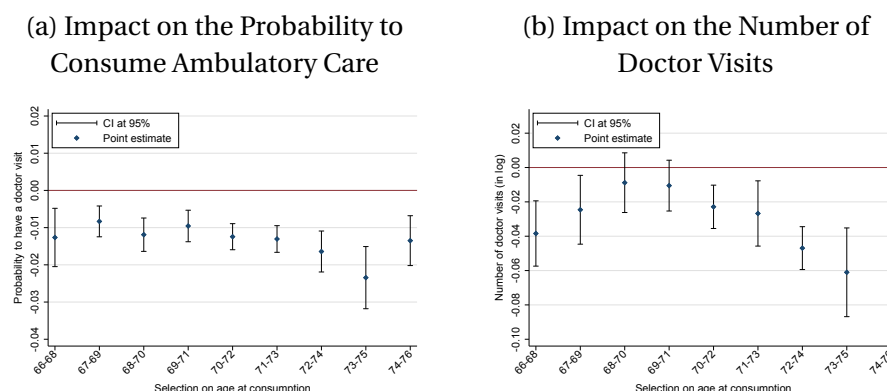 (a) Impact on the Probability to
Consume Ambulatory Care
CI at 95%
Point estimate
Probability to have a doctor visit
0.02
0.01
0.00
-0.01
-0.02
-0.03
-0.04
66-68
67-69
68-70
69-71
70-72
71-73
72-74
73-75
74-76
Selection on age at consumption
(b) Impact on the Number of
Doctor Visits
CI at 95%
Point estimate
Number of doctor visits (in log)
0.02
0.00
-0.02
-0.04
-0.06
-0.08
-0.10
66-68
67-69
68-70
69-71
70-72
71-73
72-74
73-75
74-76
Selection on age at consumption